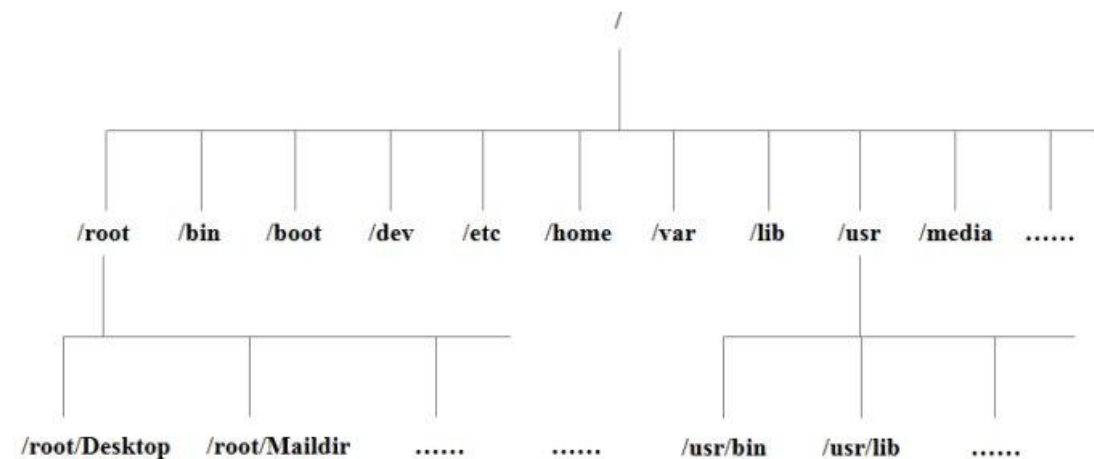 /
/root /bin /boot /dev /etc /home /var /lib /usr /media ......
/root/Desktop /root/Maildir ...... ...... /usr/bin /usr/lib ......